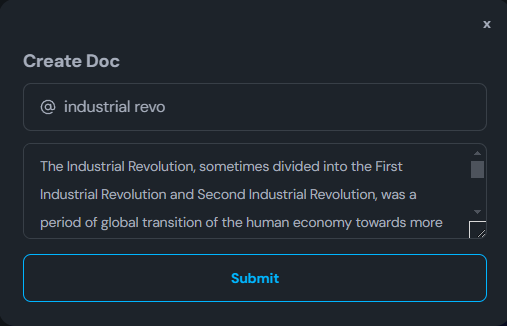 x
Create Doc
@ industrial revo
The Industrial Revolution, sometimes divided into the First
Industrial Revolution and Second Industrial Revolution, was a
period of global transition of the human economy towards more
Submit